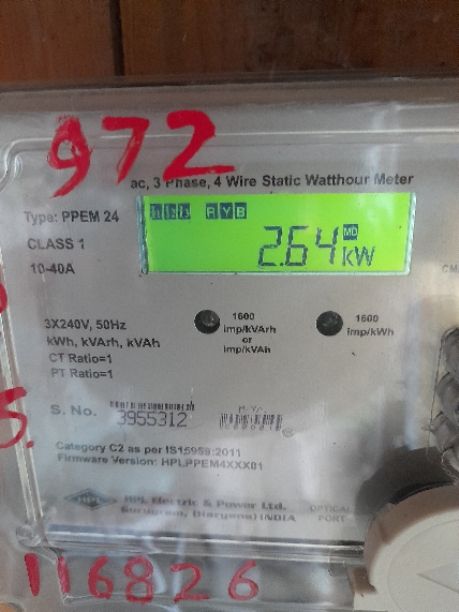 972
ac, 3 Phase, 4 Wire Static Watthour Meter
Type: PPEM 24
R Y B
CLASS 1
2.64 MD kW
10-40A
3X240V, 50Hz
1600 imp/kVArh or imp/kVAh
1600 imp/kWh
kWh, kVArh, kVAh
CT Ratio=1
PT Ratio=1
S. No. 3955312
Category C2 as per IS15959:2011
Firmware Version: HPLPPEM4XXX01
HPL HPL Electric & Power Ltd.
Gurugram, (Haryana) INDIA
OPTICAL
PORT
116826